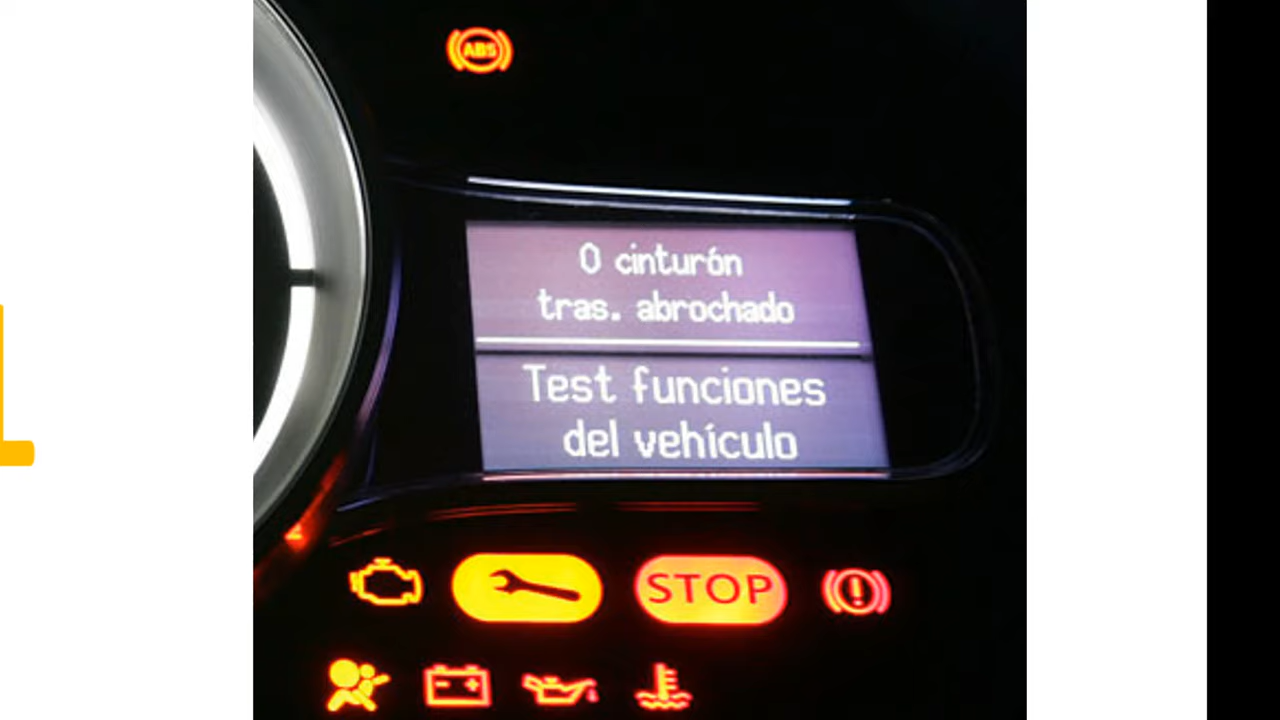 ABS
0 cinturón
tras. abrochado
Test funciones
del vehículo
STOP